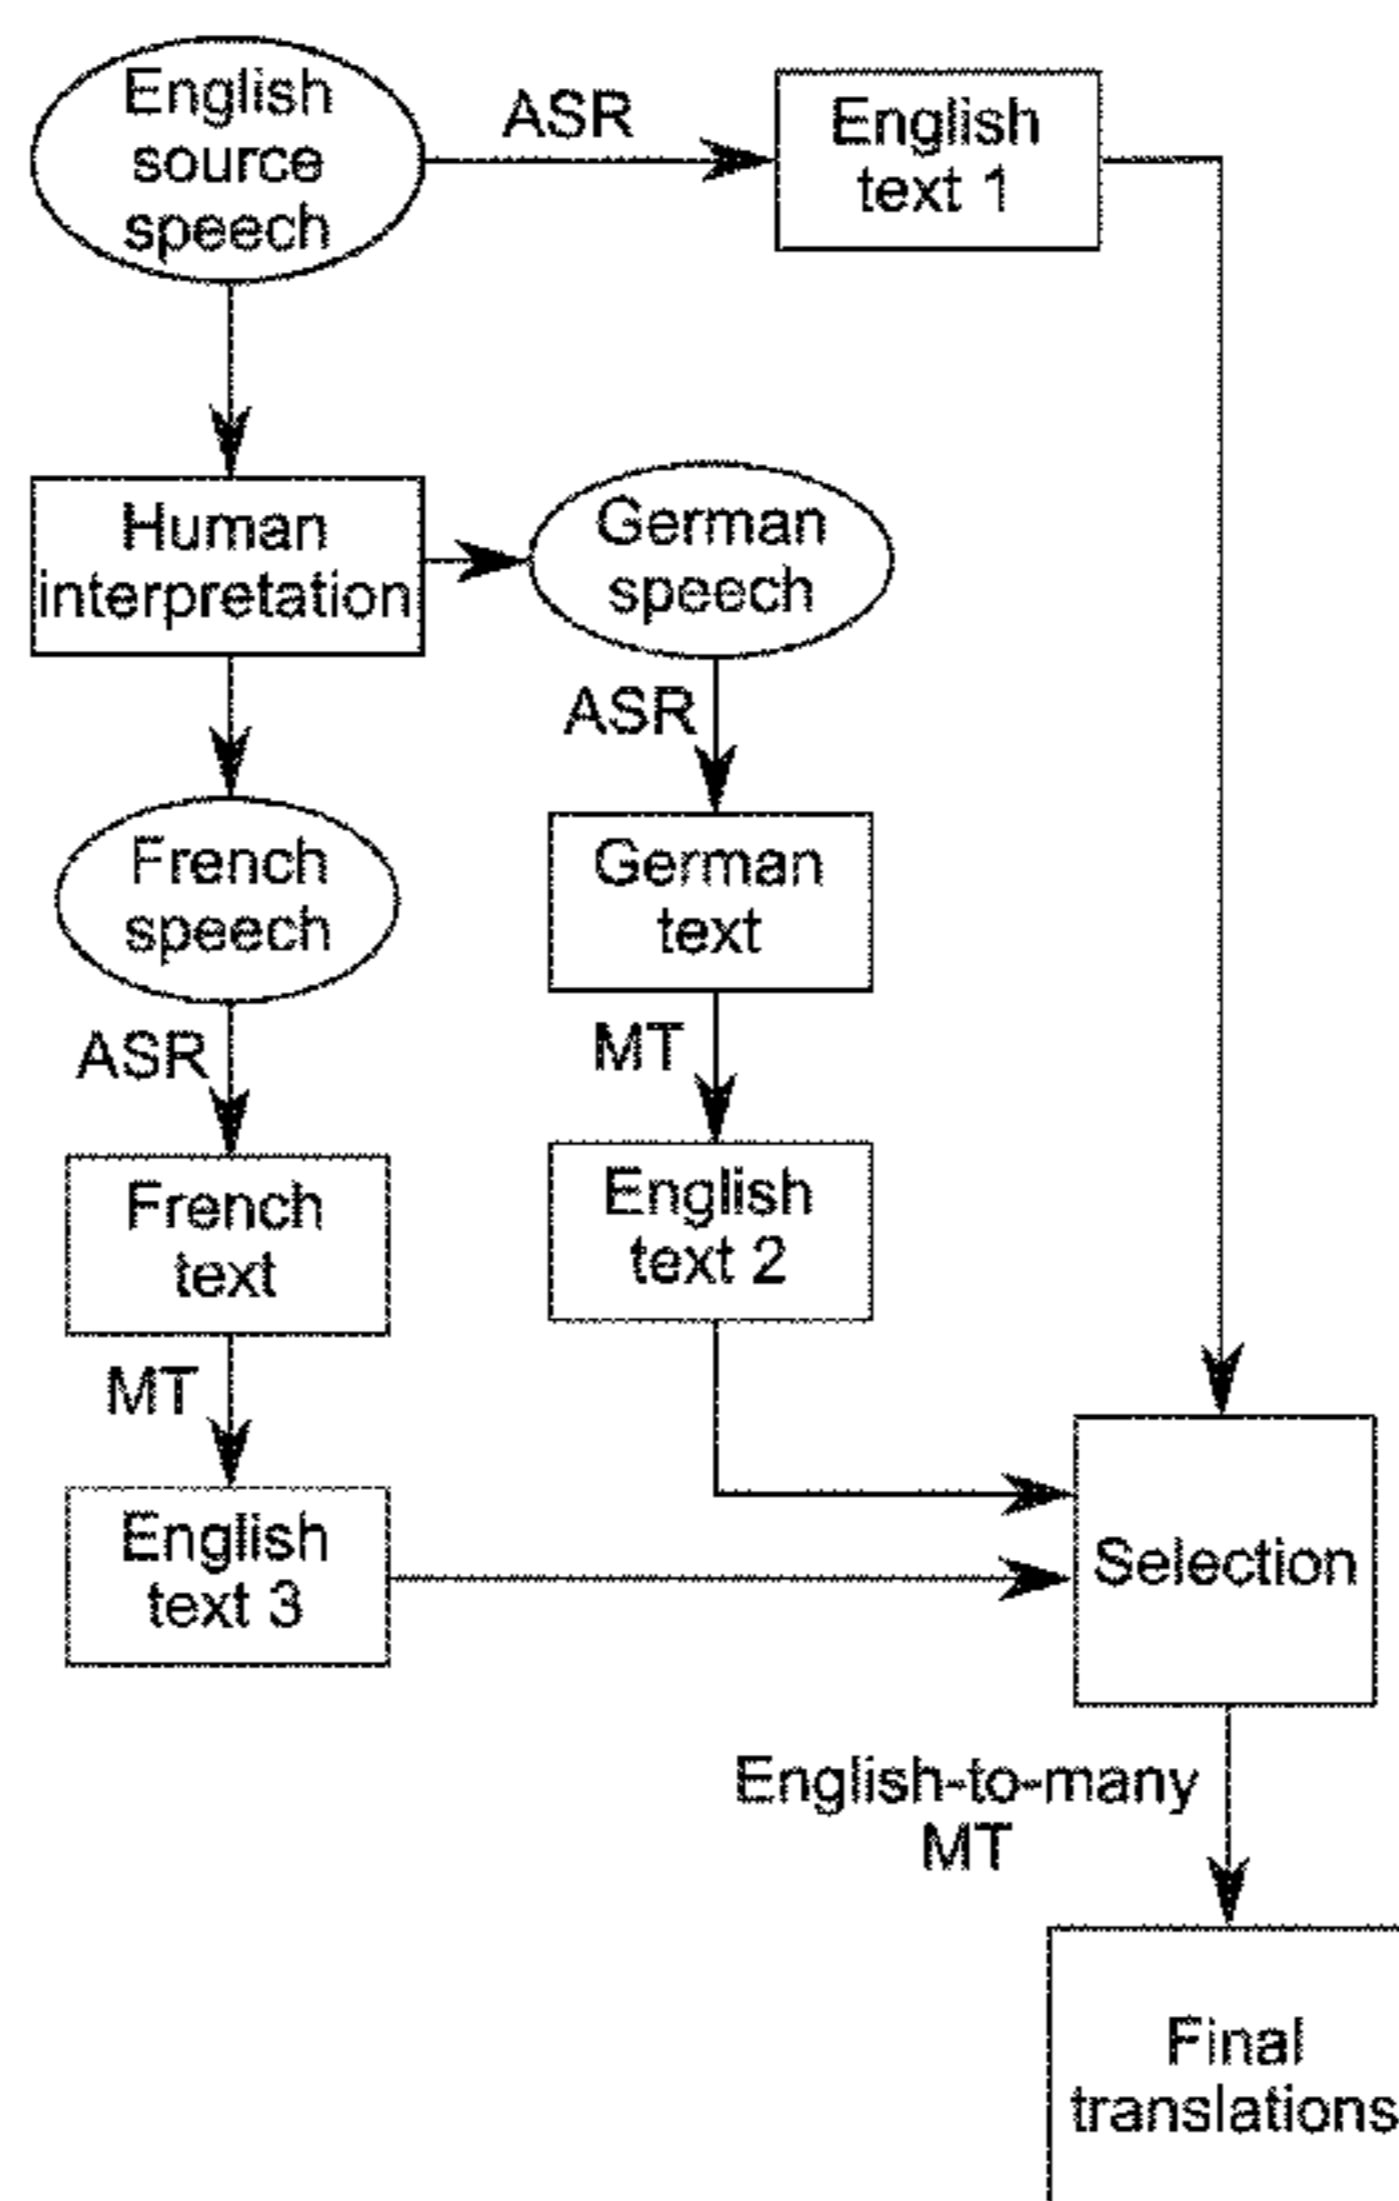 English
source
speech
ASR
English
text 1
Human
interpretation
German
speech
ASR
French
speech
German
text
ASR
MT
French
text
English
text 2
MT
English
text 3
Selection
English-to-many
MT
Final
translations